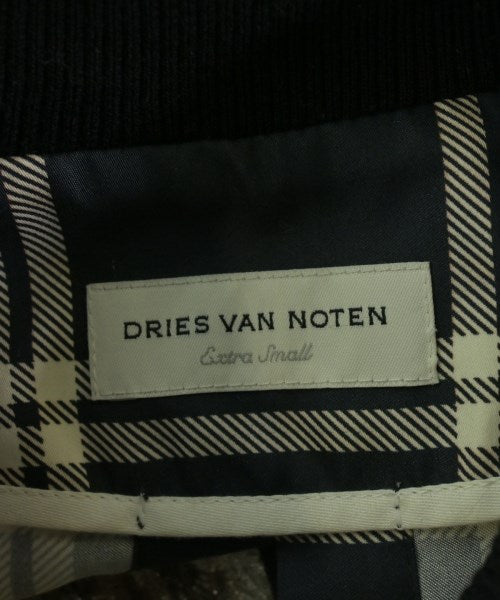 DRIES VAN NOTEN
Extra Small